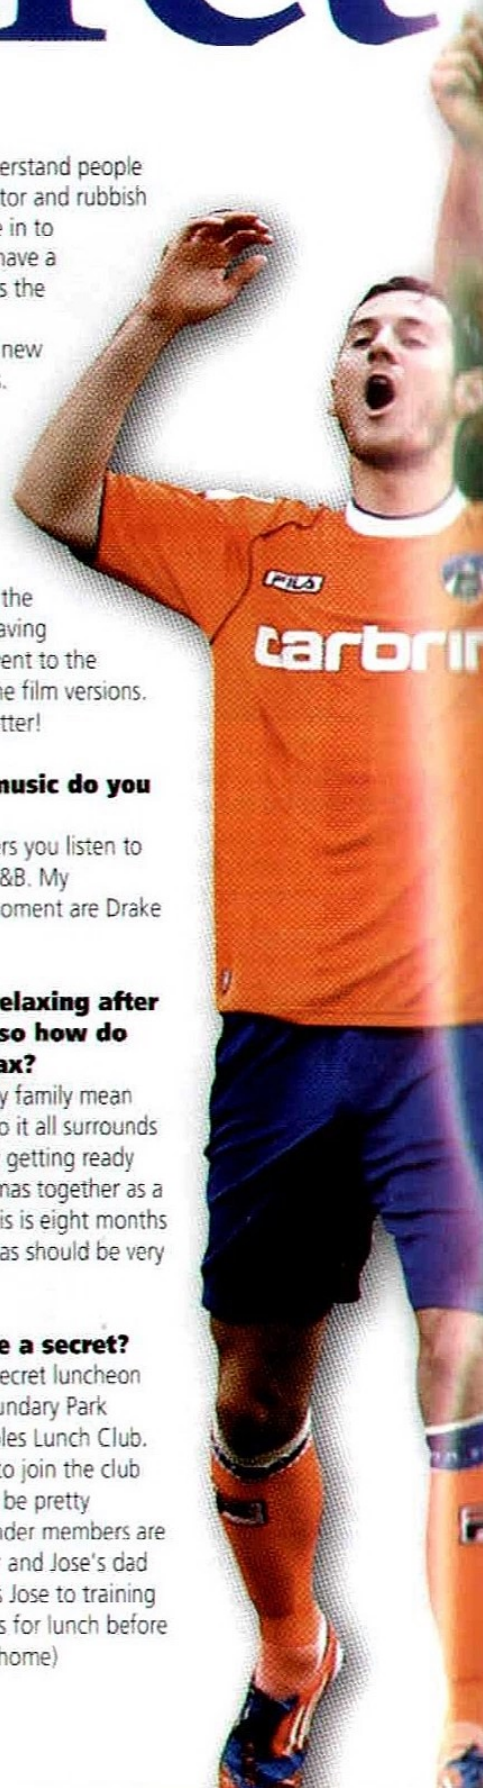 erstand people
tor and rubbish
e in to
have a
s the
new
s.
the
aving
ent to the
e film versions.
tter!
music do you
rs you listen to
&B. My
oment are Drake
elaxing after
so how do
ax?
y family mean
o it all surrounds
getting ready
mas together as a
is is eight months
as should be very
e a secret?
ecret luncheon
undary Park
les Lunch Club.
to join the club
be pretty
nder members are
and Jose's dad
s Jose to training
s for lunch before
home)
FILA
carbrin